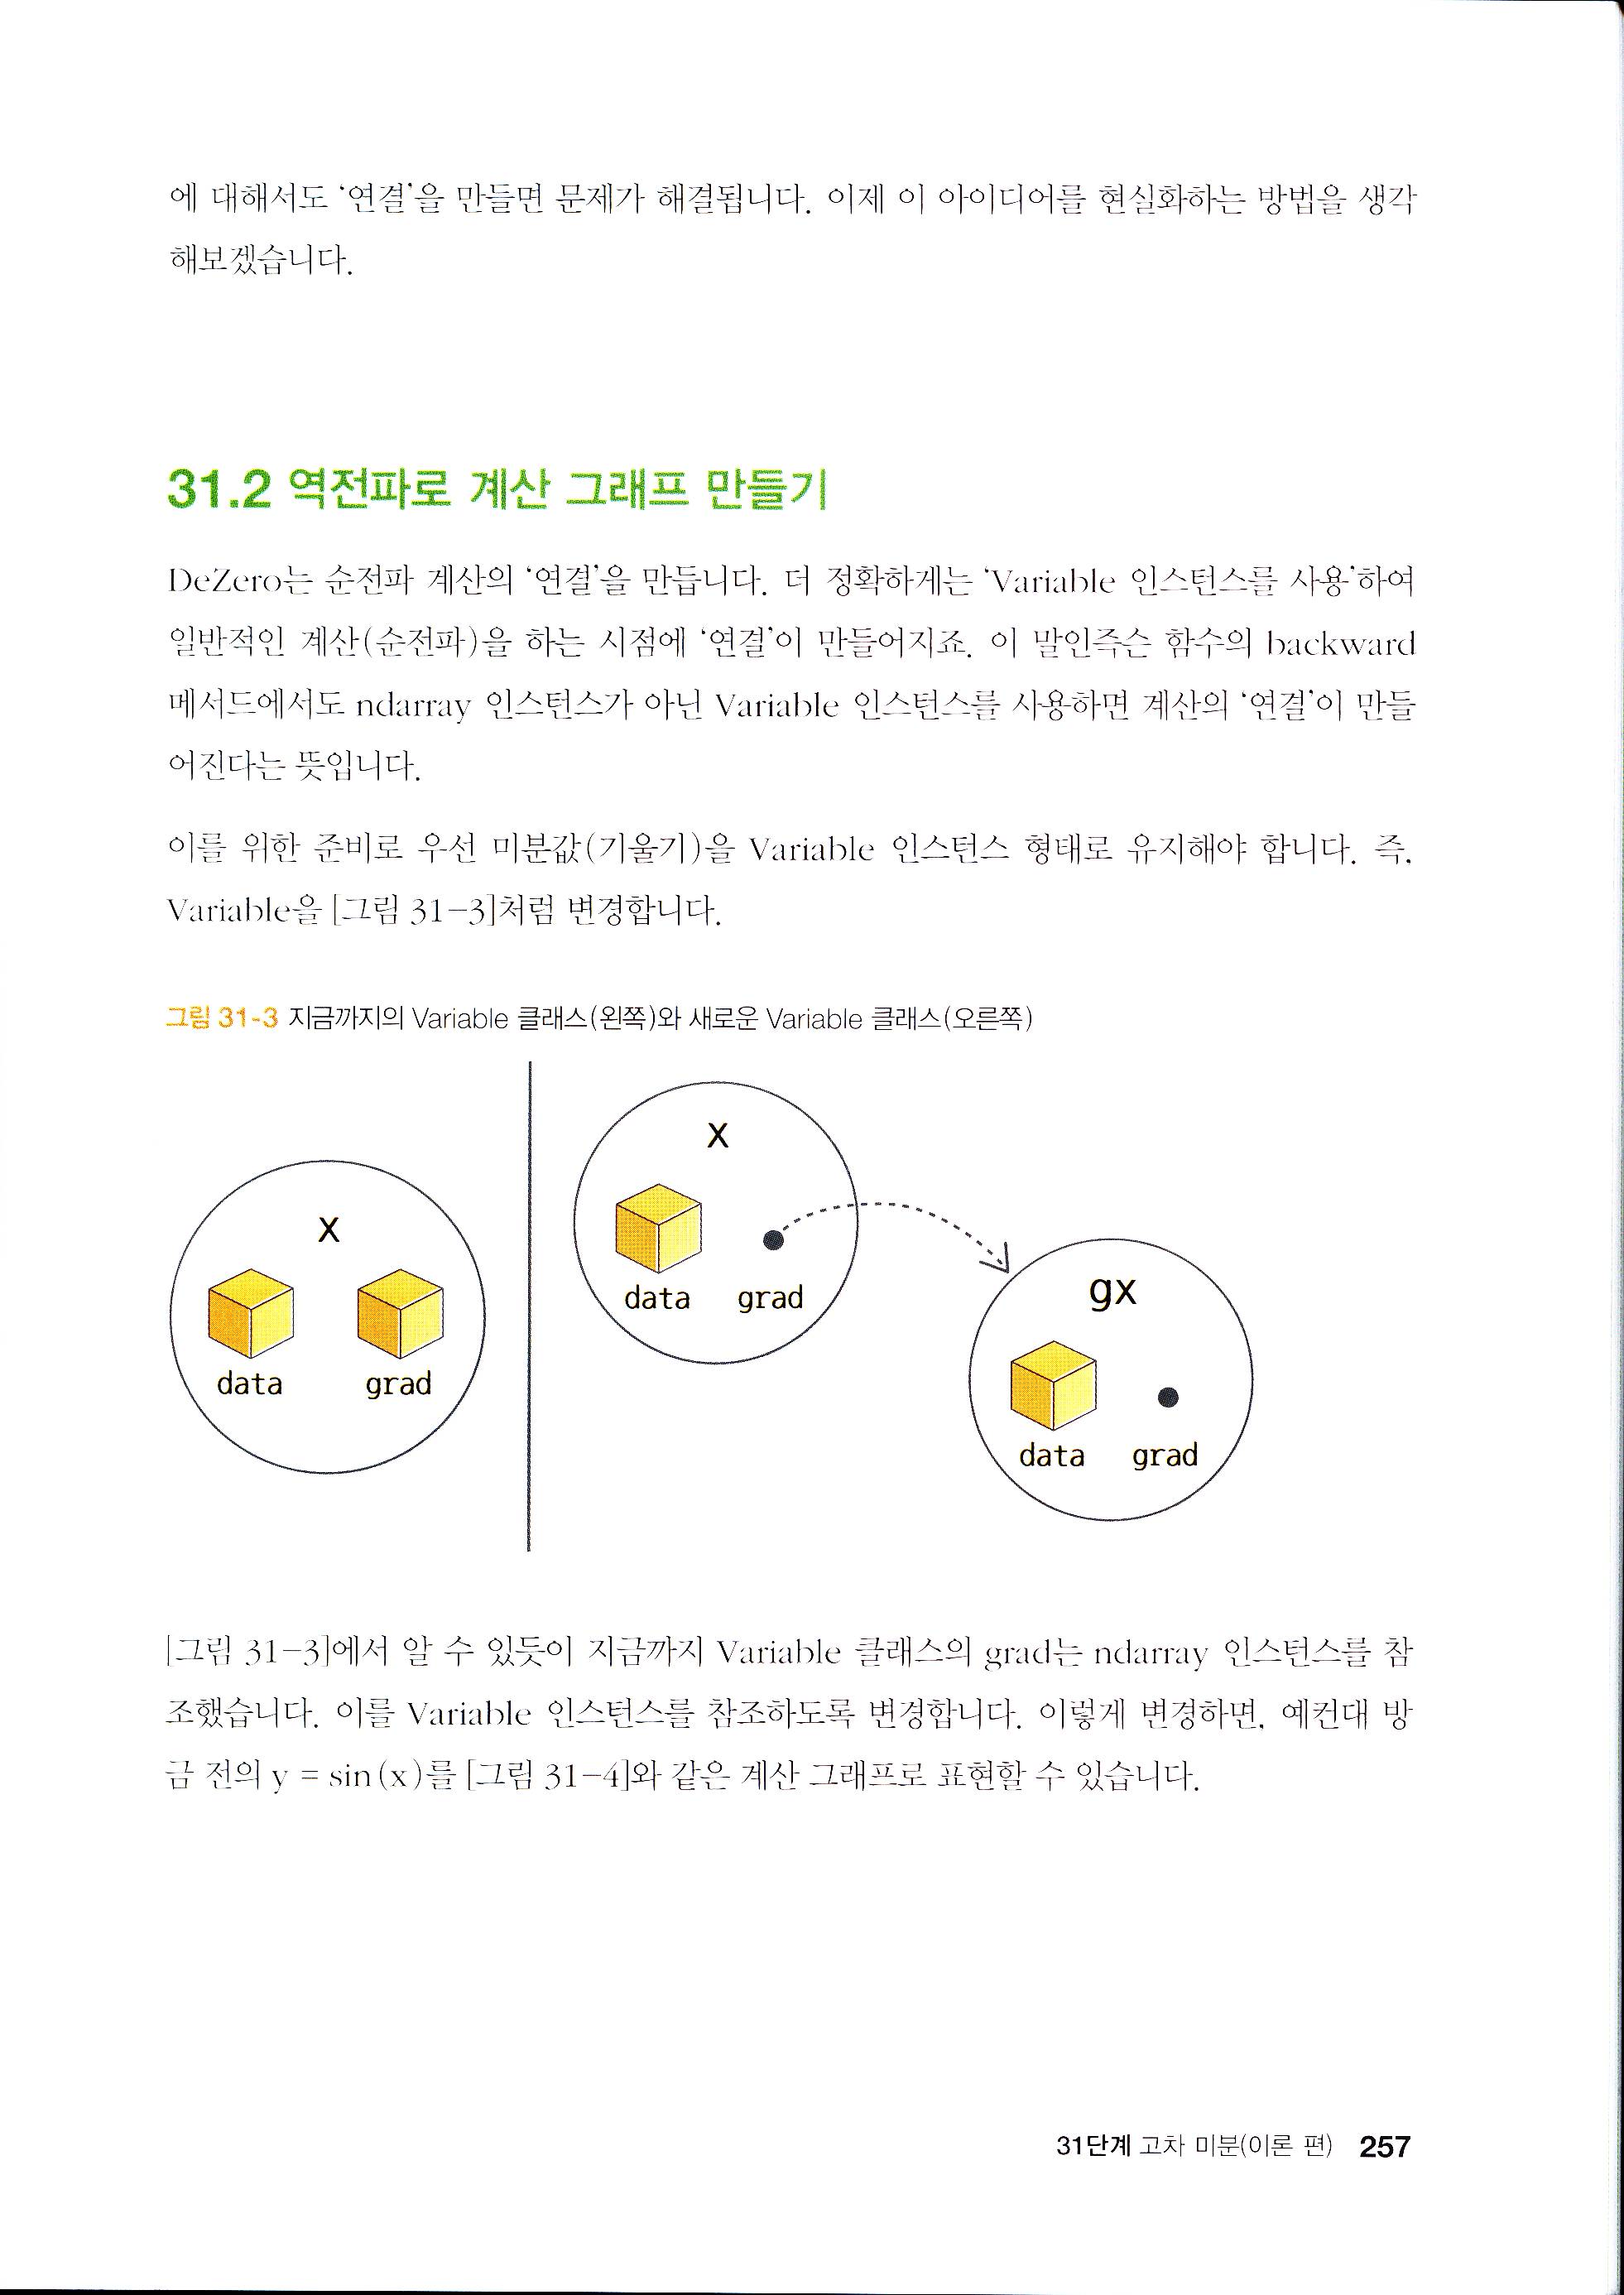 에 대해서도 ‘연결’을 만들면 문제가 해결됩니다. 이제 이 아이디어를 현실화하는 방법을 생각
해보겠습니다.
31.2 역전파로 계산 그래프 만들기
DeZero는 순전파 계산의 ‘연결’을 만듭니다. 더 정확하게는 ‘Variable 인스턴스를 사용’하여
일반적인 계산(순전파)을 하는 시점에 ‘연결’이 만들어지죠. 이 말인즉슨 함수의 backward
메서드에서도 ndarray 인스턴스가 아닌 Variable 인스턴스를 사용하면 계산의 ‘연결’이 만들
어진다는 뜻입니다.
이를 위한 준비로 우선 미분값(기울기)을 Variable 인스턴스 형태로 유지해야 합니다. 즉,
Variable을 [그림 31-3]처럼 변경합니다.
그림 31-3 지금까지의 Variable 클래스(왼쪽)와 새로운 Variable 클래스(오른쪽)
x
data grad
x
data grad
gx
data grad
[그림 31-3]에서 알 수 있듯이 지금까지 Variable 클래스의 grad는 ndarray 인스턴스를 참
조했습니다. 이를 Variable 인스턴스를 참조하도록 변경합니다. 이렇게 변경하면, 예컨대 방
금 전의 y = sin(x)를 [그림 31-4]와 같은 계산 그래프로 표현할 수 있습니다.
31단계 고차 미분(이론 편) 257